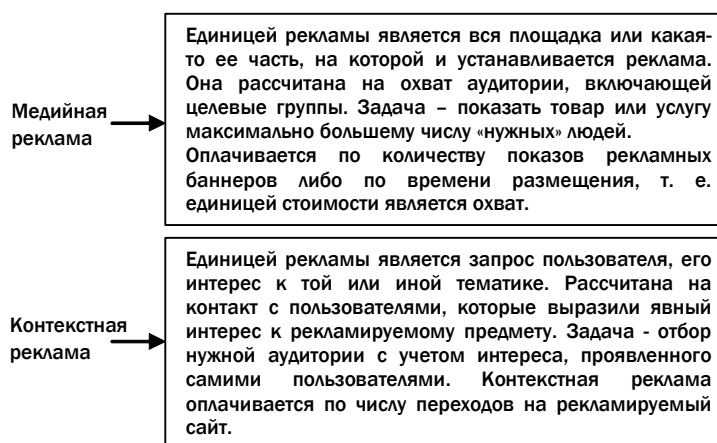 Медийная
реклама
Единицей рекламы является вся площадка или какая-
то ее часть, на которой и устанавливается реклама.
Она рассчитана на охват аудитории, включающей
целевые группы. Задача – показать товар или услугу
максимально большему числу «нужных» людей.
Оплачивается по количеству показов рекламных
баннеров либо по времени размещения, т. е.
единицей стоимости является охват.
Контекстная
реклама
Единицей рекламы является запрос пользователя, его
интерес к той или иной тематике. Рассчитана на
контакт с пользователями, которые выразили явный
интерес к рекламируемому предмету. Задача - отбор
нужной аудитории с учетом интереса, проявленного
самими пользователями. Контекстная реклама
оплачивается по числу переходов на рекламируемый
сайт.